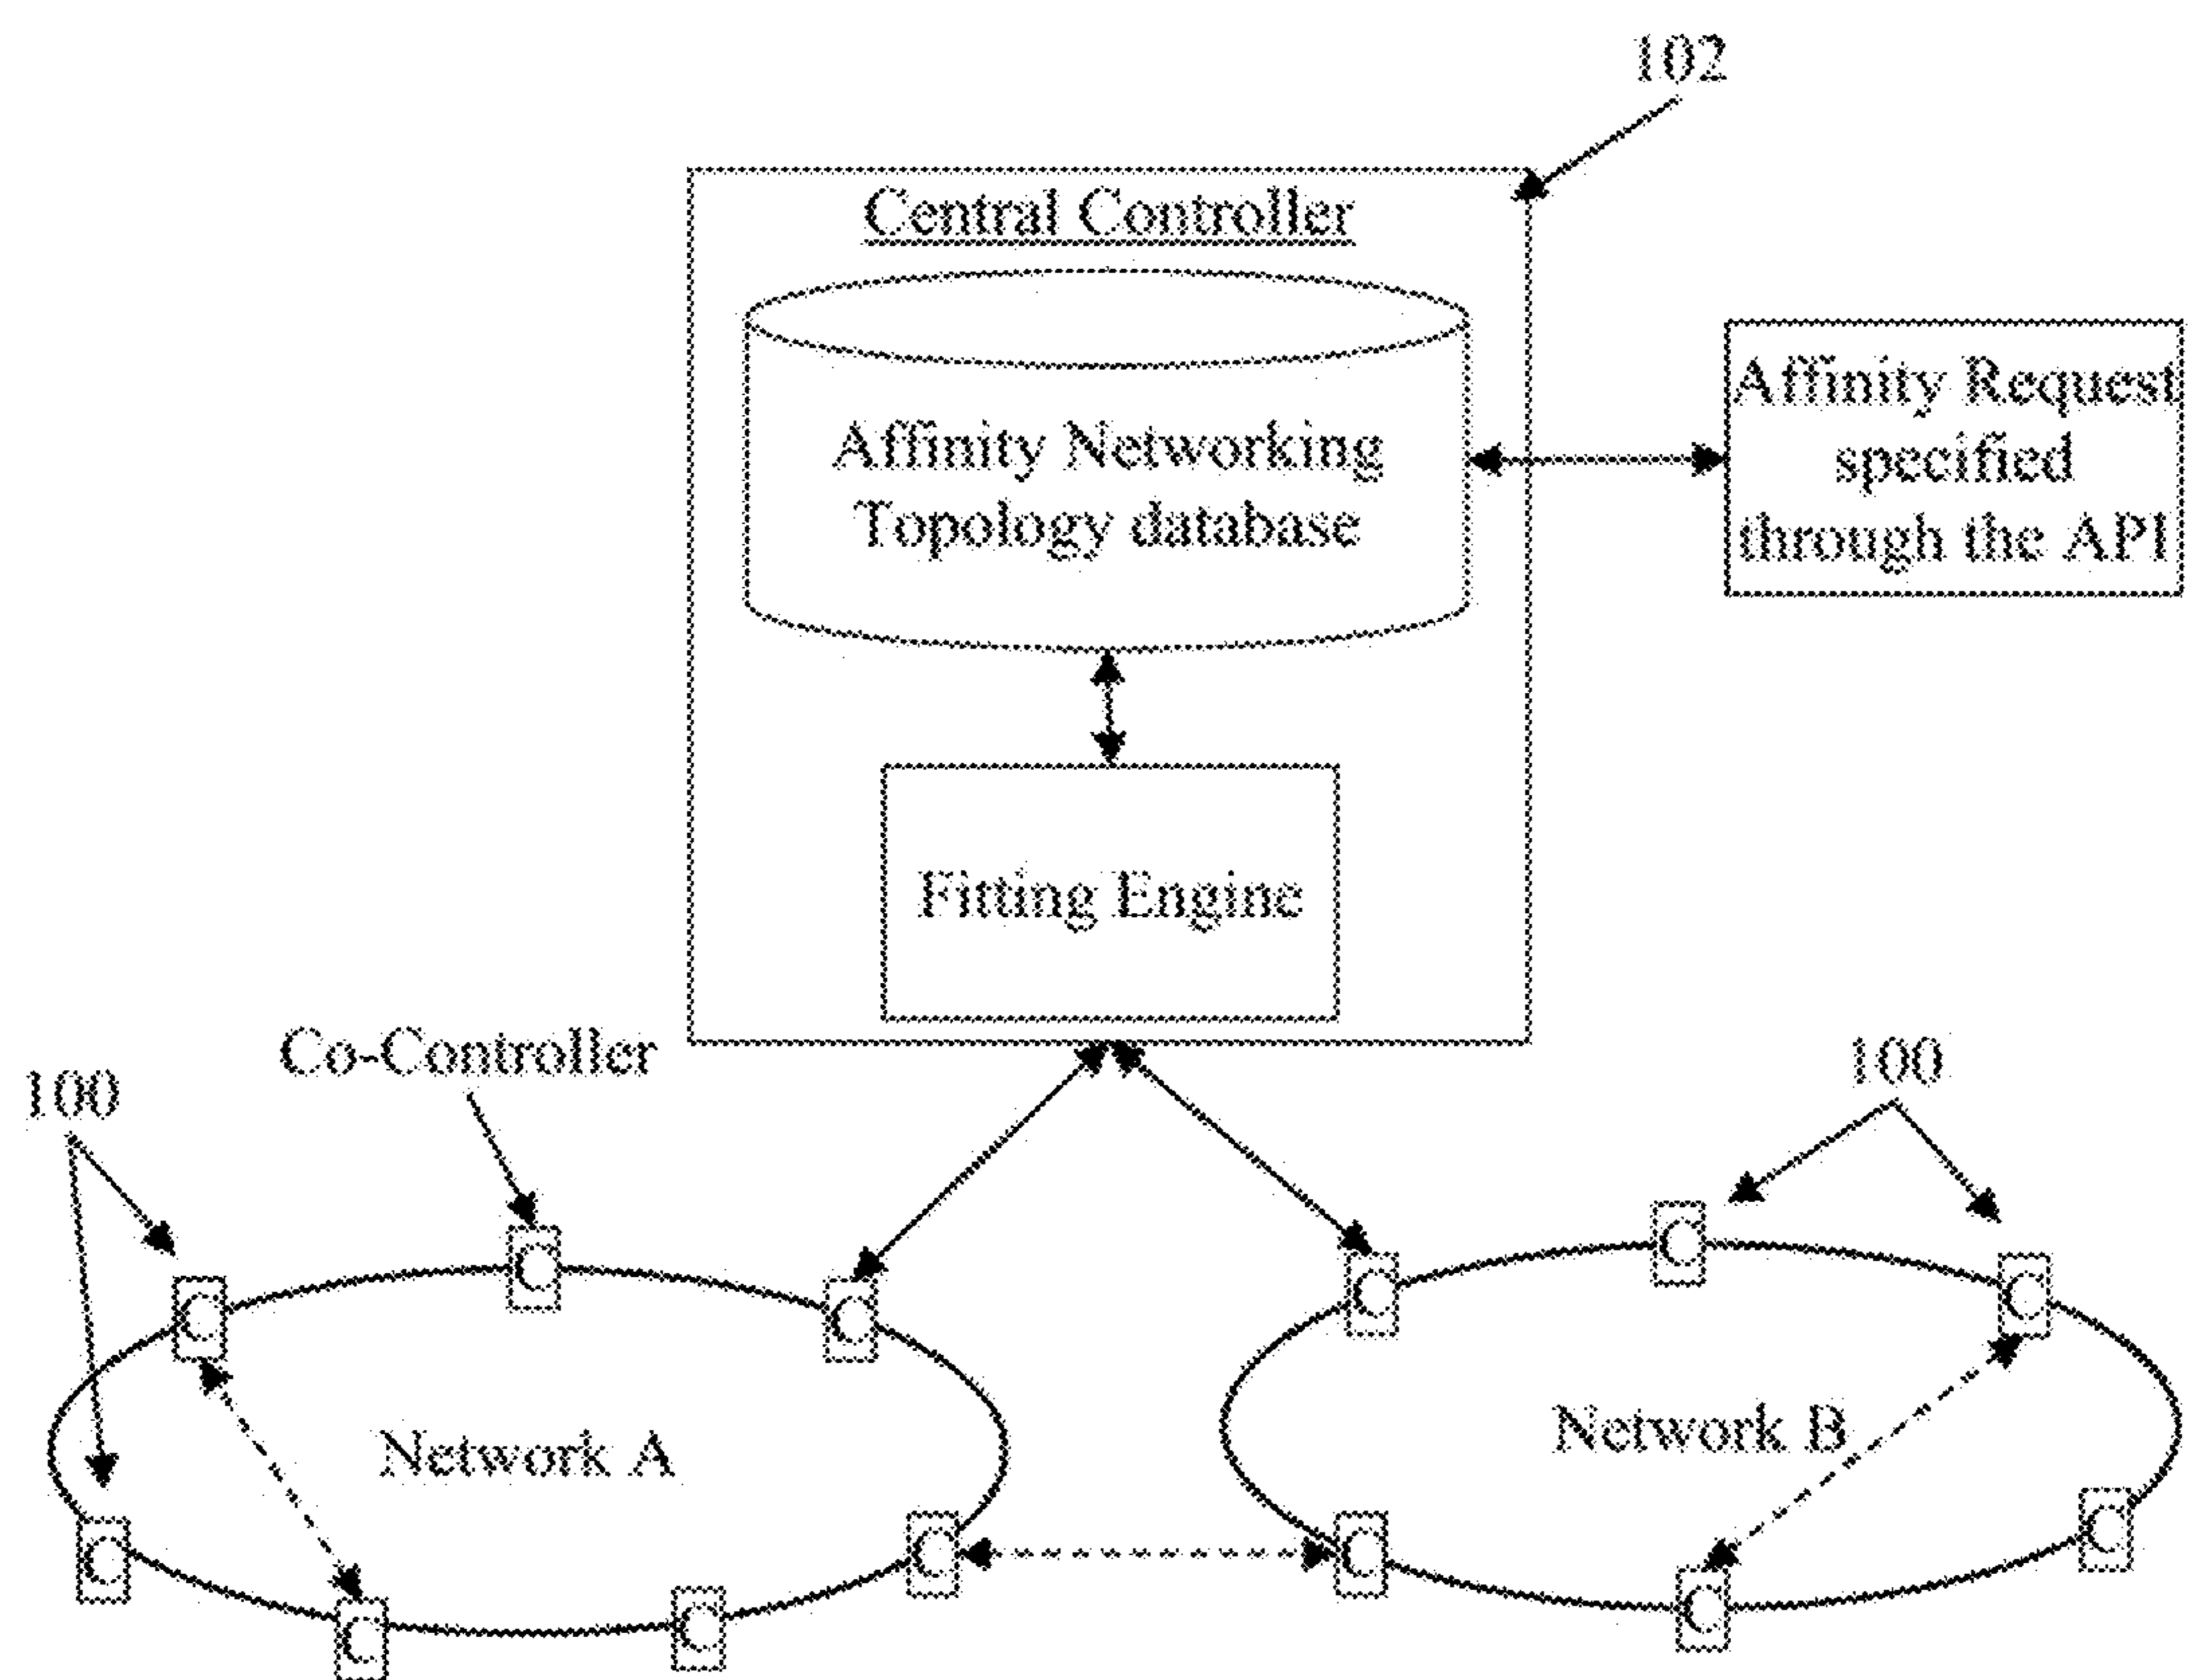 102
Central Controller
Affinity Networking
Topology database
Affinity Request
specified
through the API
Fitting Engine
Co-Controller
100
100
C
C
C
C
C
C
Network A
Network B
C
C
C
C
C
C
C